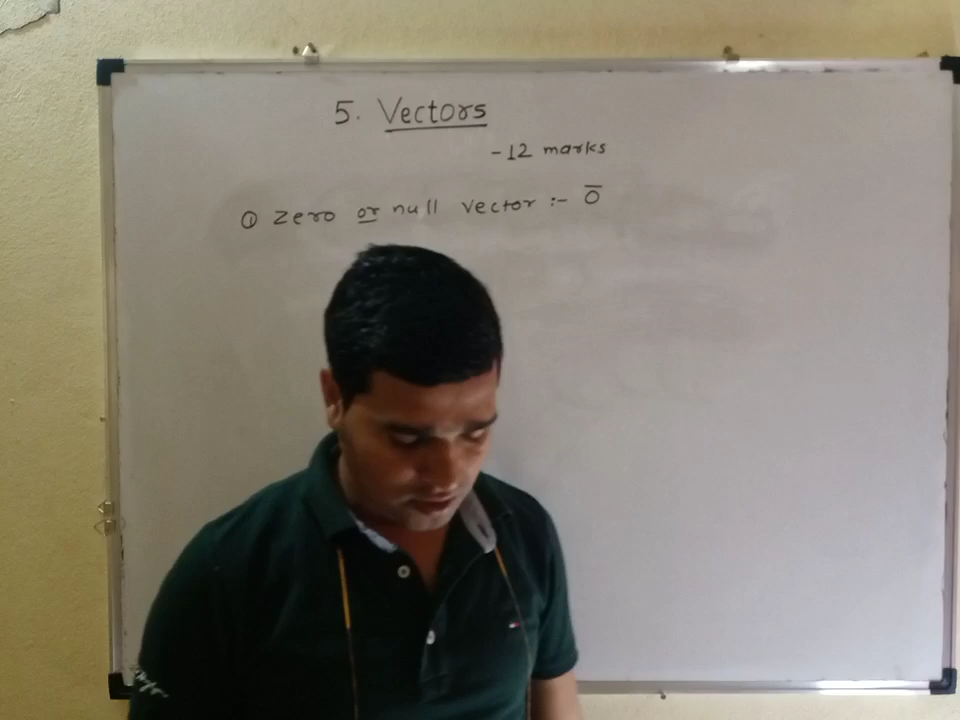 5. Vectors
- 12 marks
① Zero or null vector :- 0̅